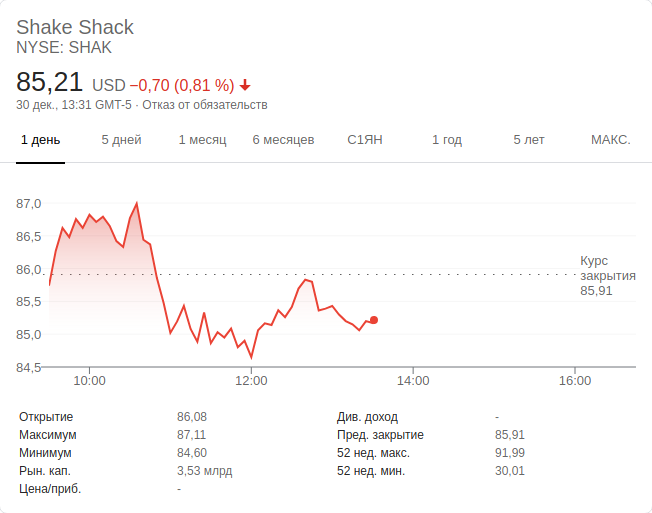 Shake Shack
NYSE: SHAK
85,21 USD −0,70 (0,81 %)
30 дек., 13:31 GMT-5 · Отказ от обязательств
1 день 5 дней 1 месяц 6 месяцев С1ЯН 1 год 5 лет МАКС.
87,0
86,5
86,0
85,5
85,0
84,5
Курс
закрытия
85,91
10:00 12:00 14:00 16:00
Открытие 86,08 Див. доход -
Максимум 87,11 Пред. закрытие 85,91
Минимум 84,60 52 нед. макс. 91,99
Рын. кап. 3,53 млрд 52 нед. мин. 30,01
Цена/приб. -